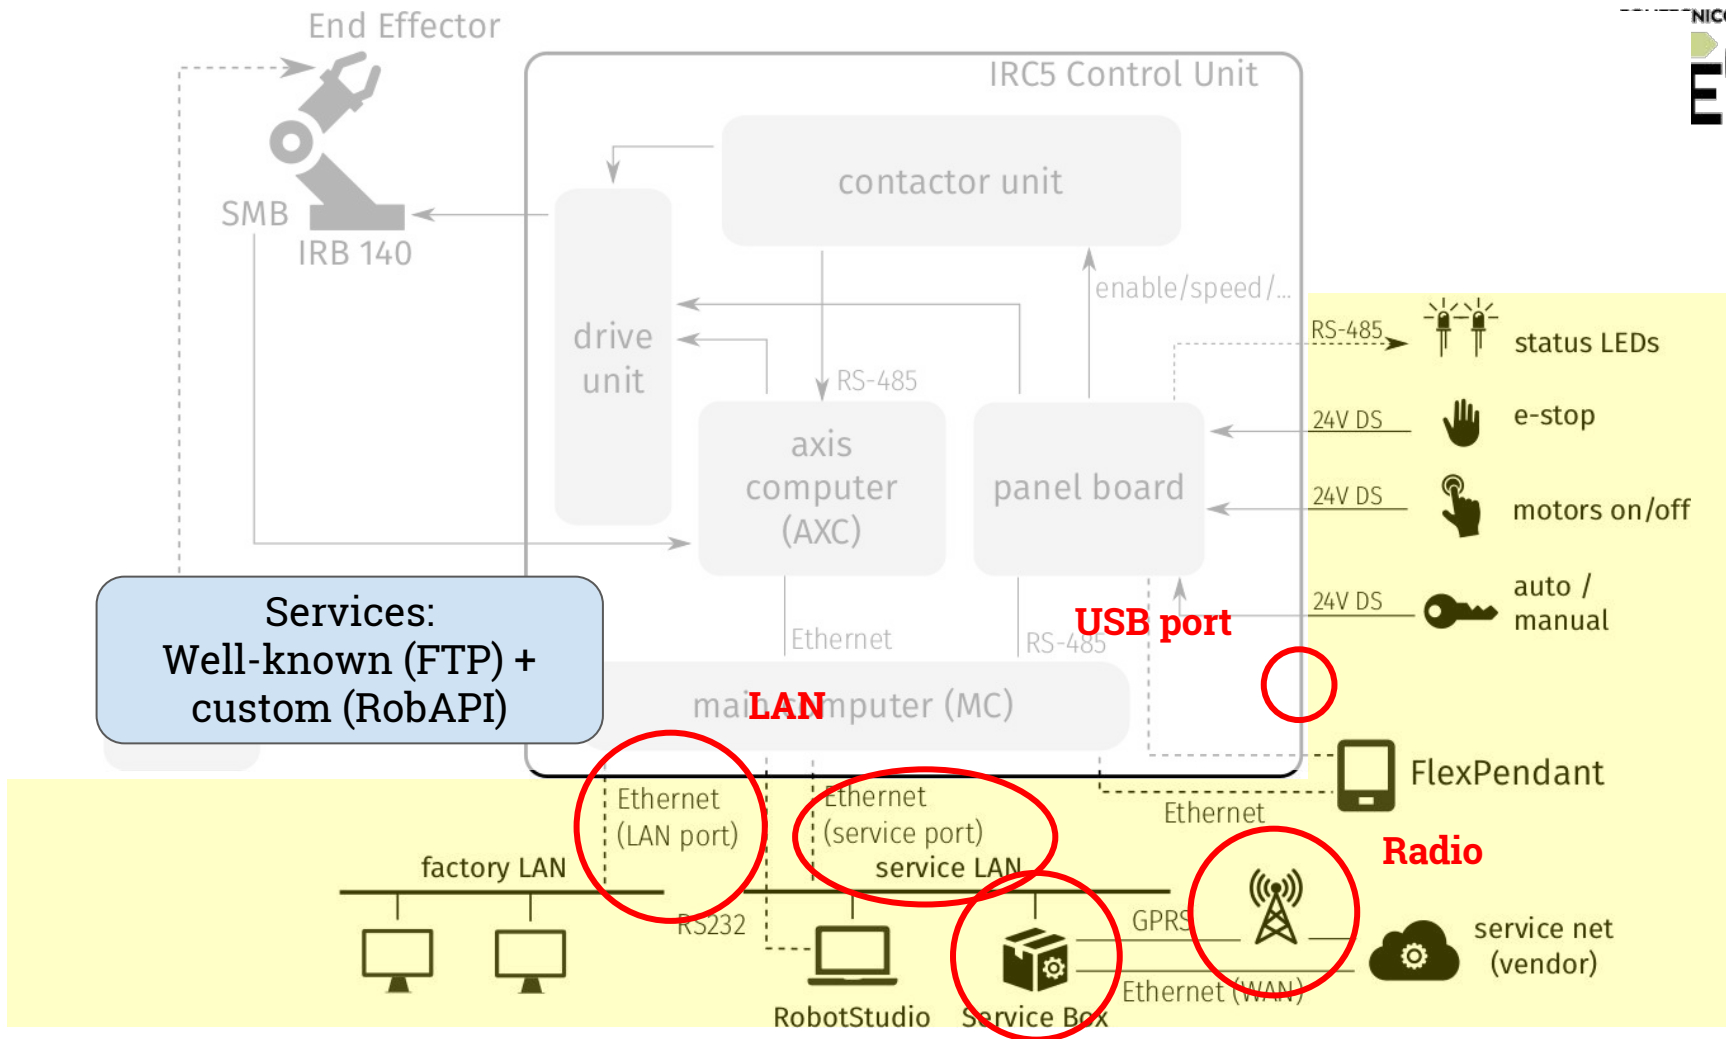 End Effector
IRC5 Control Unit
contactor unit
SMB
IRB 140
enable/speed/...
drive
unit
RS-485
status LEDs
RS-485
24V DS
e-stop
axis
computer
(AXC)
panel board
24V DS
motors on/off
Services:
Well-known (FTP) +
custom (RobAPI)
24V DS
auto /
manual
USB port
Ethernet
RS-485
main computer (MC)
LAN
FlexPendant
Ethernet
(LAN port)
Ethernet
(service port)
Ethernet
Radio
factory LAN
service LAN
RS232
GPRS
service net
(vendor)
Ethernet (WAN)
RobotStudio
Service Box